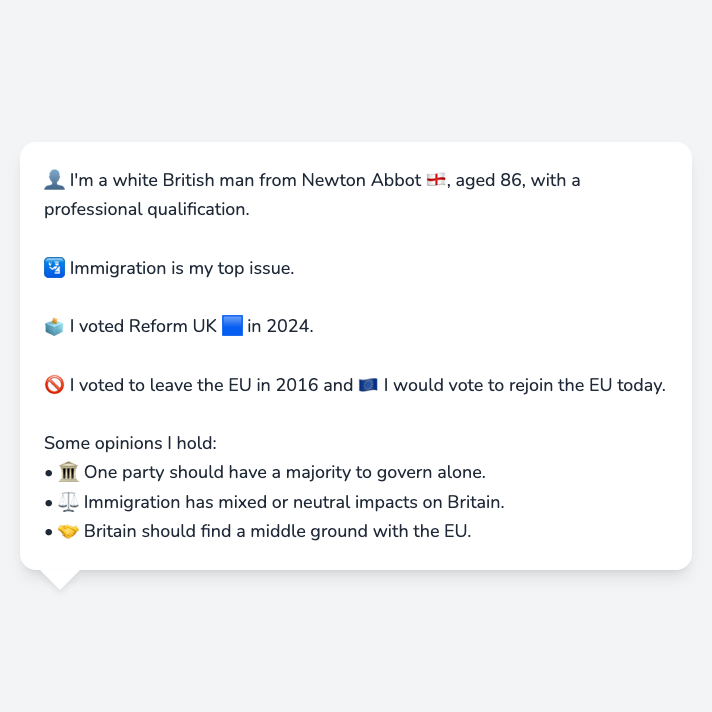 👤 I'm a white British man from Newton Abbot 🏴󠁧󠁢󠁥󠁮󠁧󠁿, aged 86, with a
professional qualification.
🛂 Immigration is my top issue.
🗳️ I voted Reform UK 🟦 in 2024.
🚫 I voted to leave the EU in 2016 and 🇪🇺 I would vote to rejoin the EU today.
Some opinions I hold:
• 🏛️ One party should have a majority to govern alone.
• ⚖️ Immigration has mixed or neutral impacts on Britain.
• 🤝 Britain should find a middle ground with the EU.